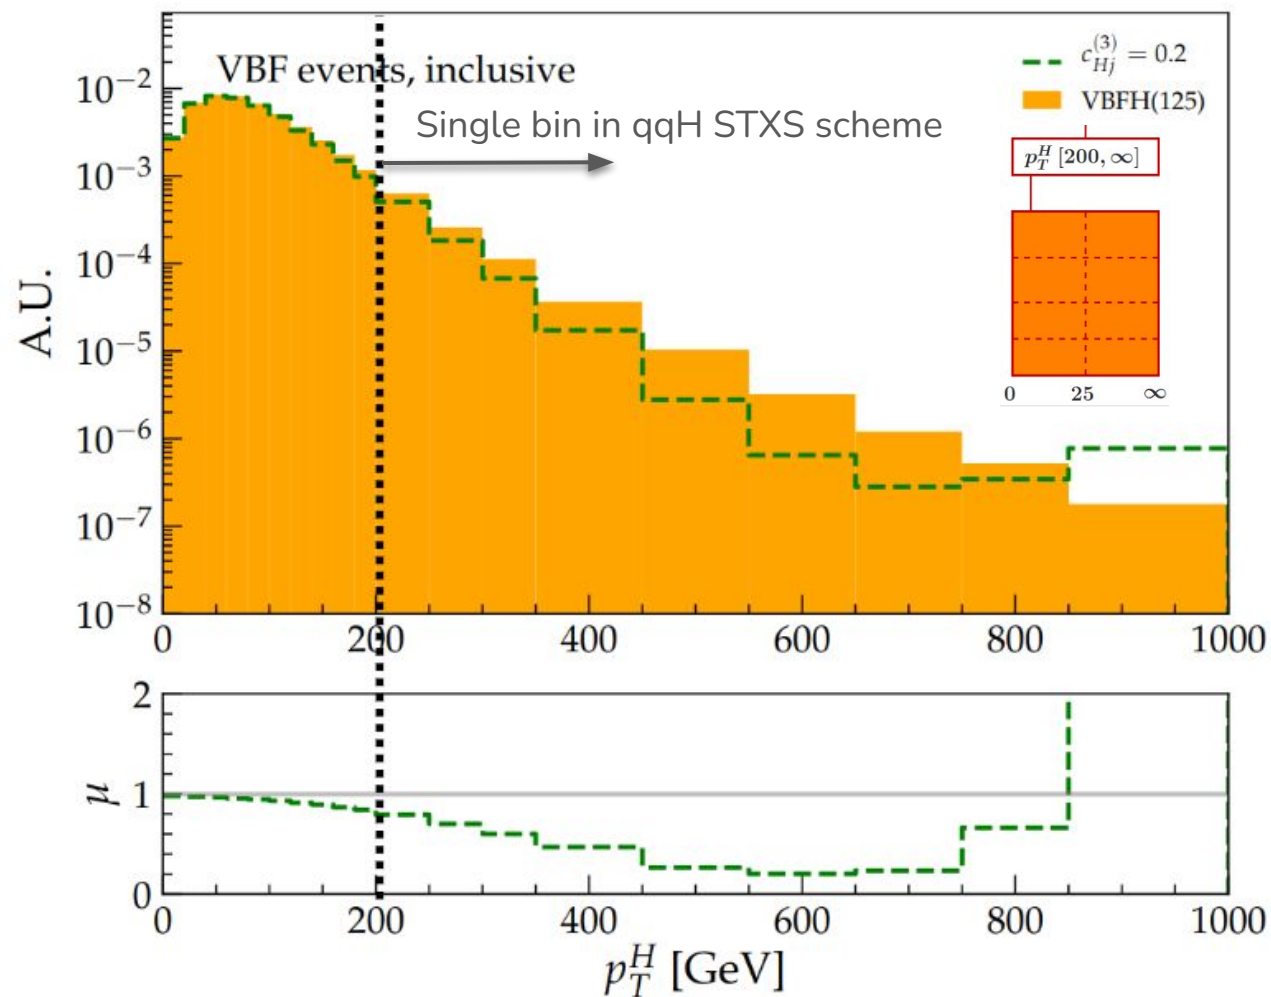 VBF events, inclusive
Single bin in qqH STXS scheme
c_{Hj}^{(3)} = 0.2
VBFH(125)
p_T^H [200, ∞]
0 25 ∞
A.U.
10^{-2}
10^{-3}
10^{-4}
10^{-5}
10^{-6}
10^{-7}
10^{-8}
0 200 400 600 800 1000
μ
2
1
0
0 200 400 600 800 1000
p_T^H [GeV]